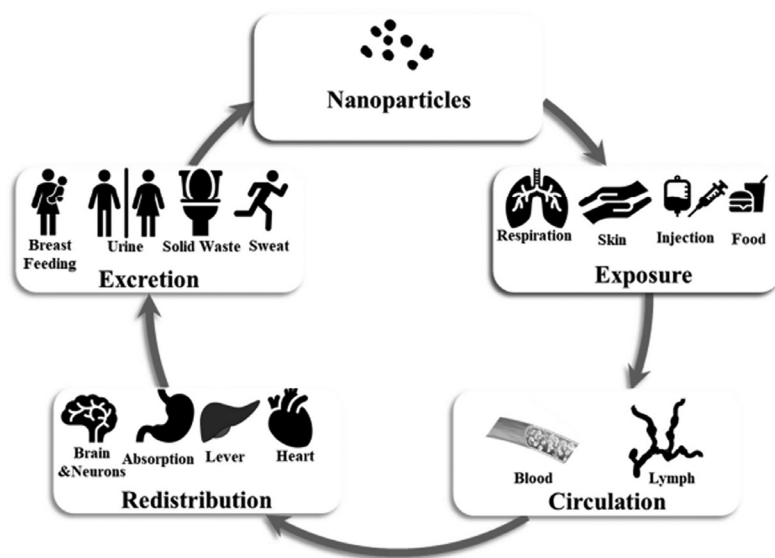 Nanoparticles
Respiration
Skin
Injection
Food
Exposure
Blood
Lymph
Circulation
Brain
&Neurons
Absorption
Lever
Heart
Redistribution
Breast
Feeding
Urine
Solid Waste
Sweat
Excretion